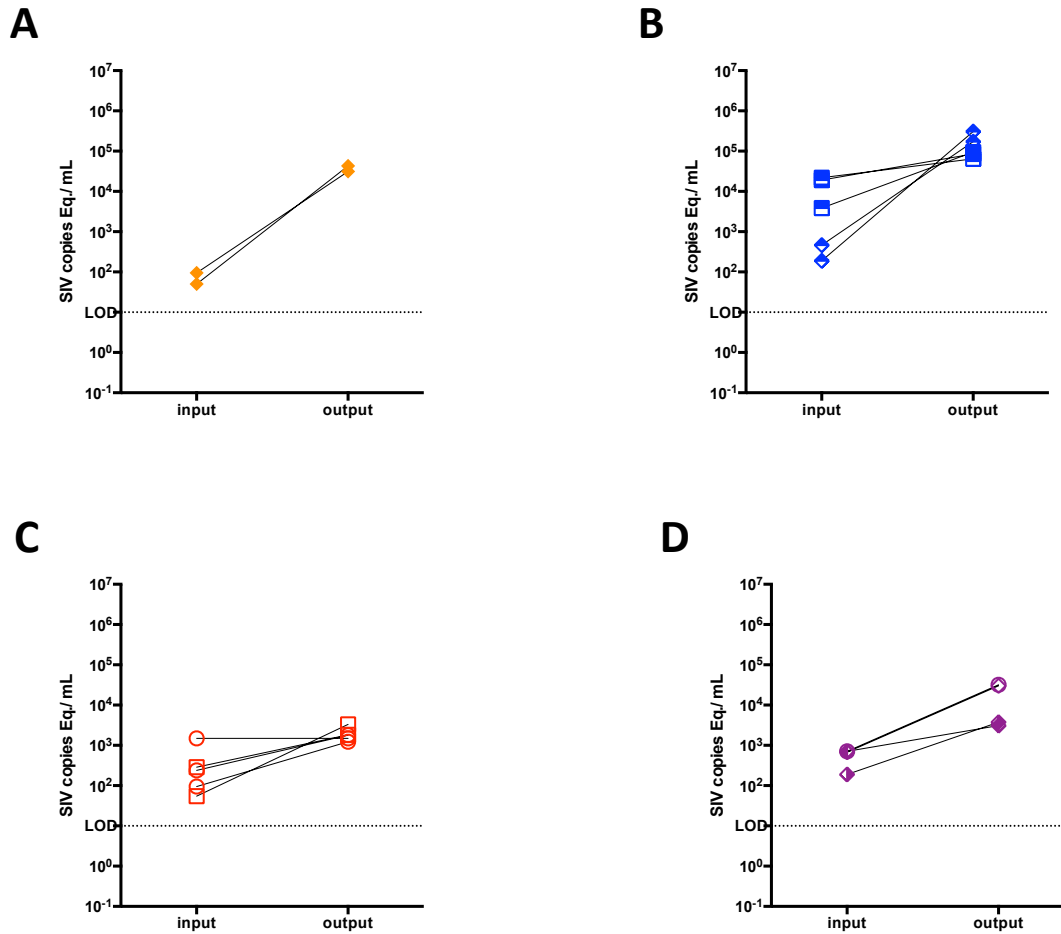 A
SIV copies Eq./ mL
10⁷
10⁶
10⁵
10⁴
10³
10²
LOD
10⁰
10⁻¹
input output
B
SIV copies Eq./ mL
10⁷
10⁶
10⁵
10⁴
10³
10²
LOD
10⁰
10⁻¹
input output
C
SIV copies Eq./ mL
10⁷
10⁶
10⁵
10⁴
10³
10²
LOD
10⁰
10⁻¹
input output
D
SIV copies Eq./ mL
10⁷
10⁶
10⁵
10⁴
10³
10²
LOD
10⁰
10⁻¹
input output